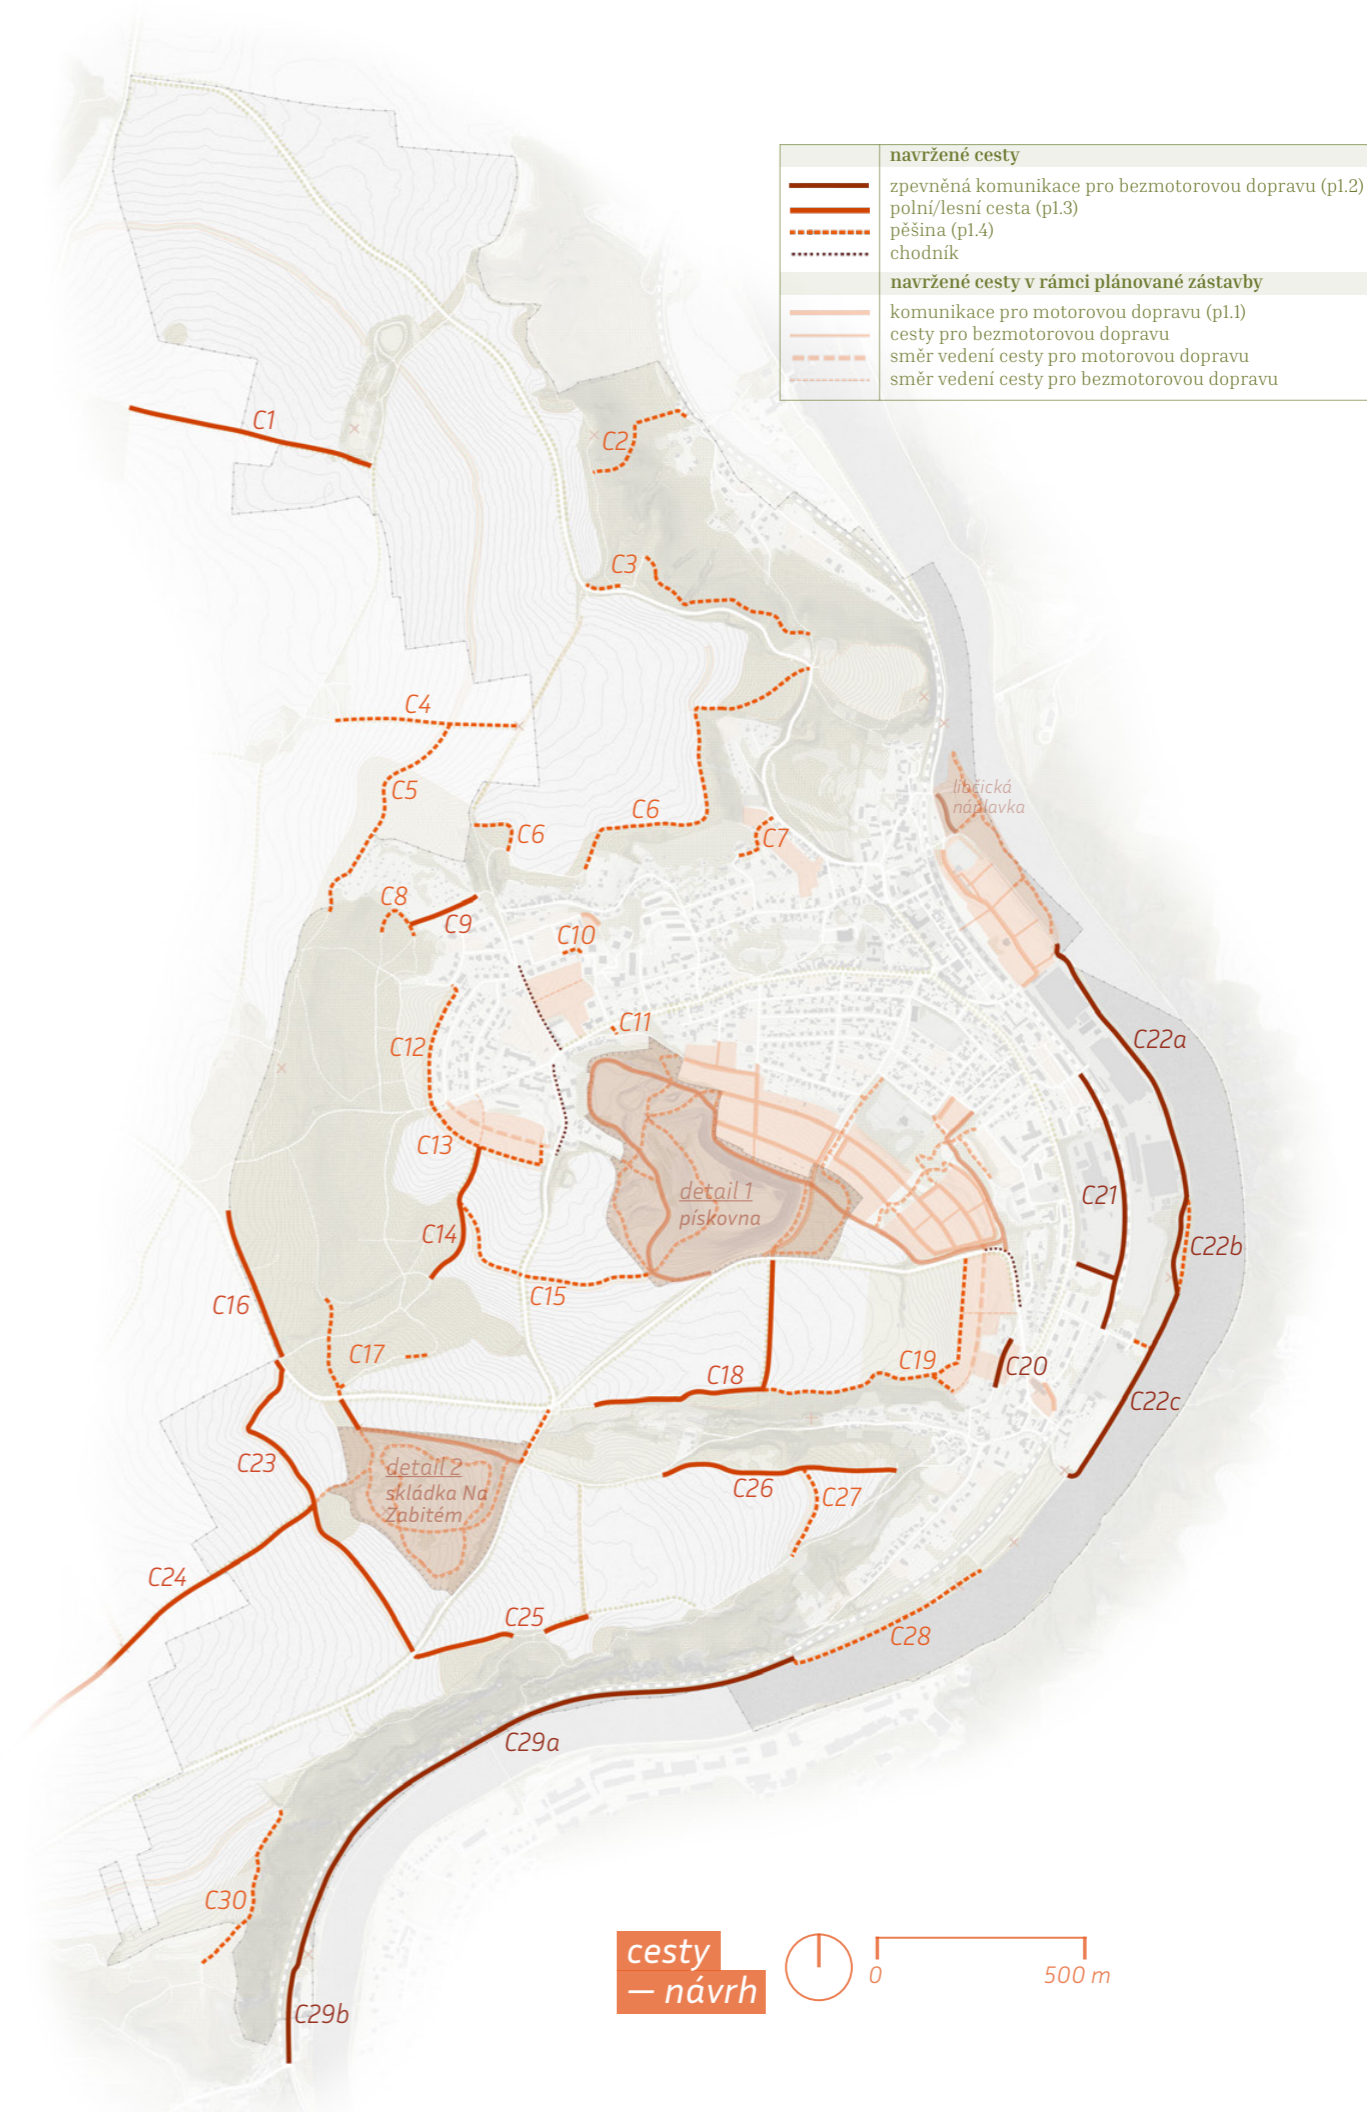 navržené cesty
zpevněná komunikace pro bezmotorovou dopravu (p1.2)
polní/lesní cesta (p1.3)
pěšina (p1.4)
chodník
navržené cesty v rámci plánované zástavby
komunikace pro motorovou dopravu (p1.1)
cesty pro bezmotorovou dopravu
směr vedení cesty pro motorovou dopravu
směr vedení cesty pro bezmotorovou dopravu
C1
C2
C3
C4
C5
libčická
náplavka
C6
C6
C7
C8
C9
C10
C11
C22a
C12
C13
detail 1
pískovna
C21
C14
C22b
C15
C16
C17
C19
C20
C18
C22c
C23
detail 2
skládka Na
Zabitém
C26
C27
C24
C25
C28
C29a
C30
cesty
— návrh
0
500 m
C29b